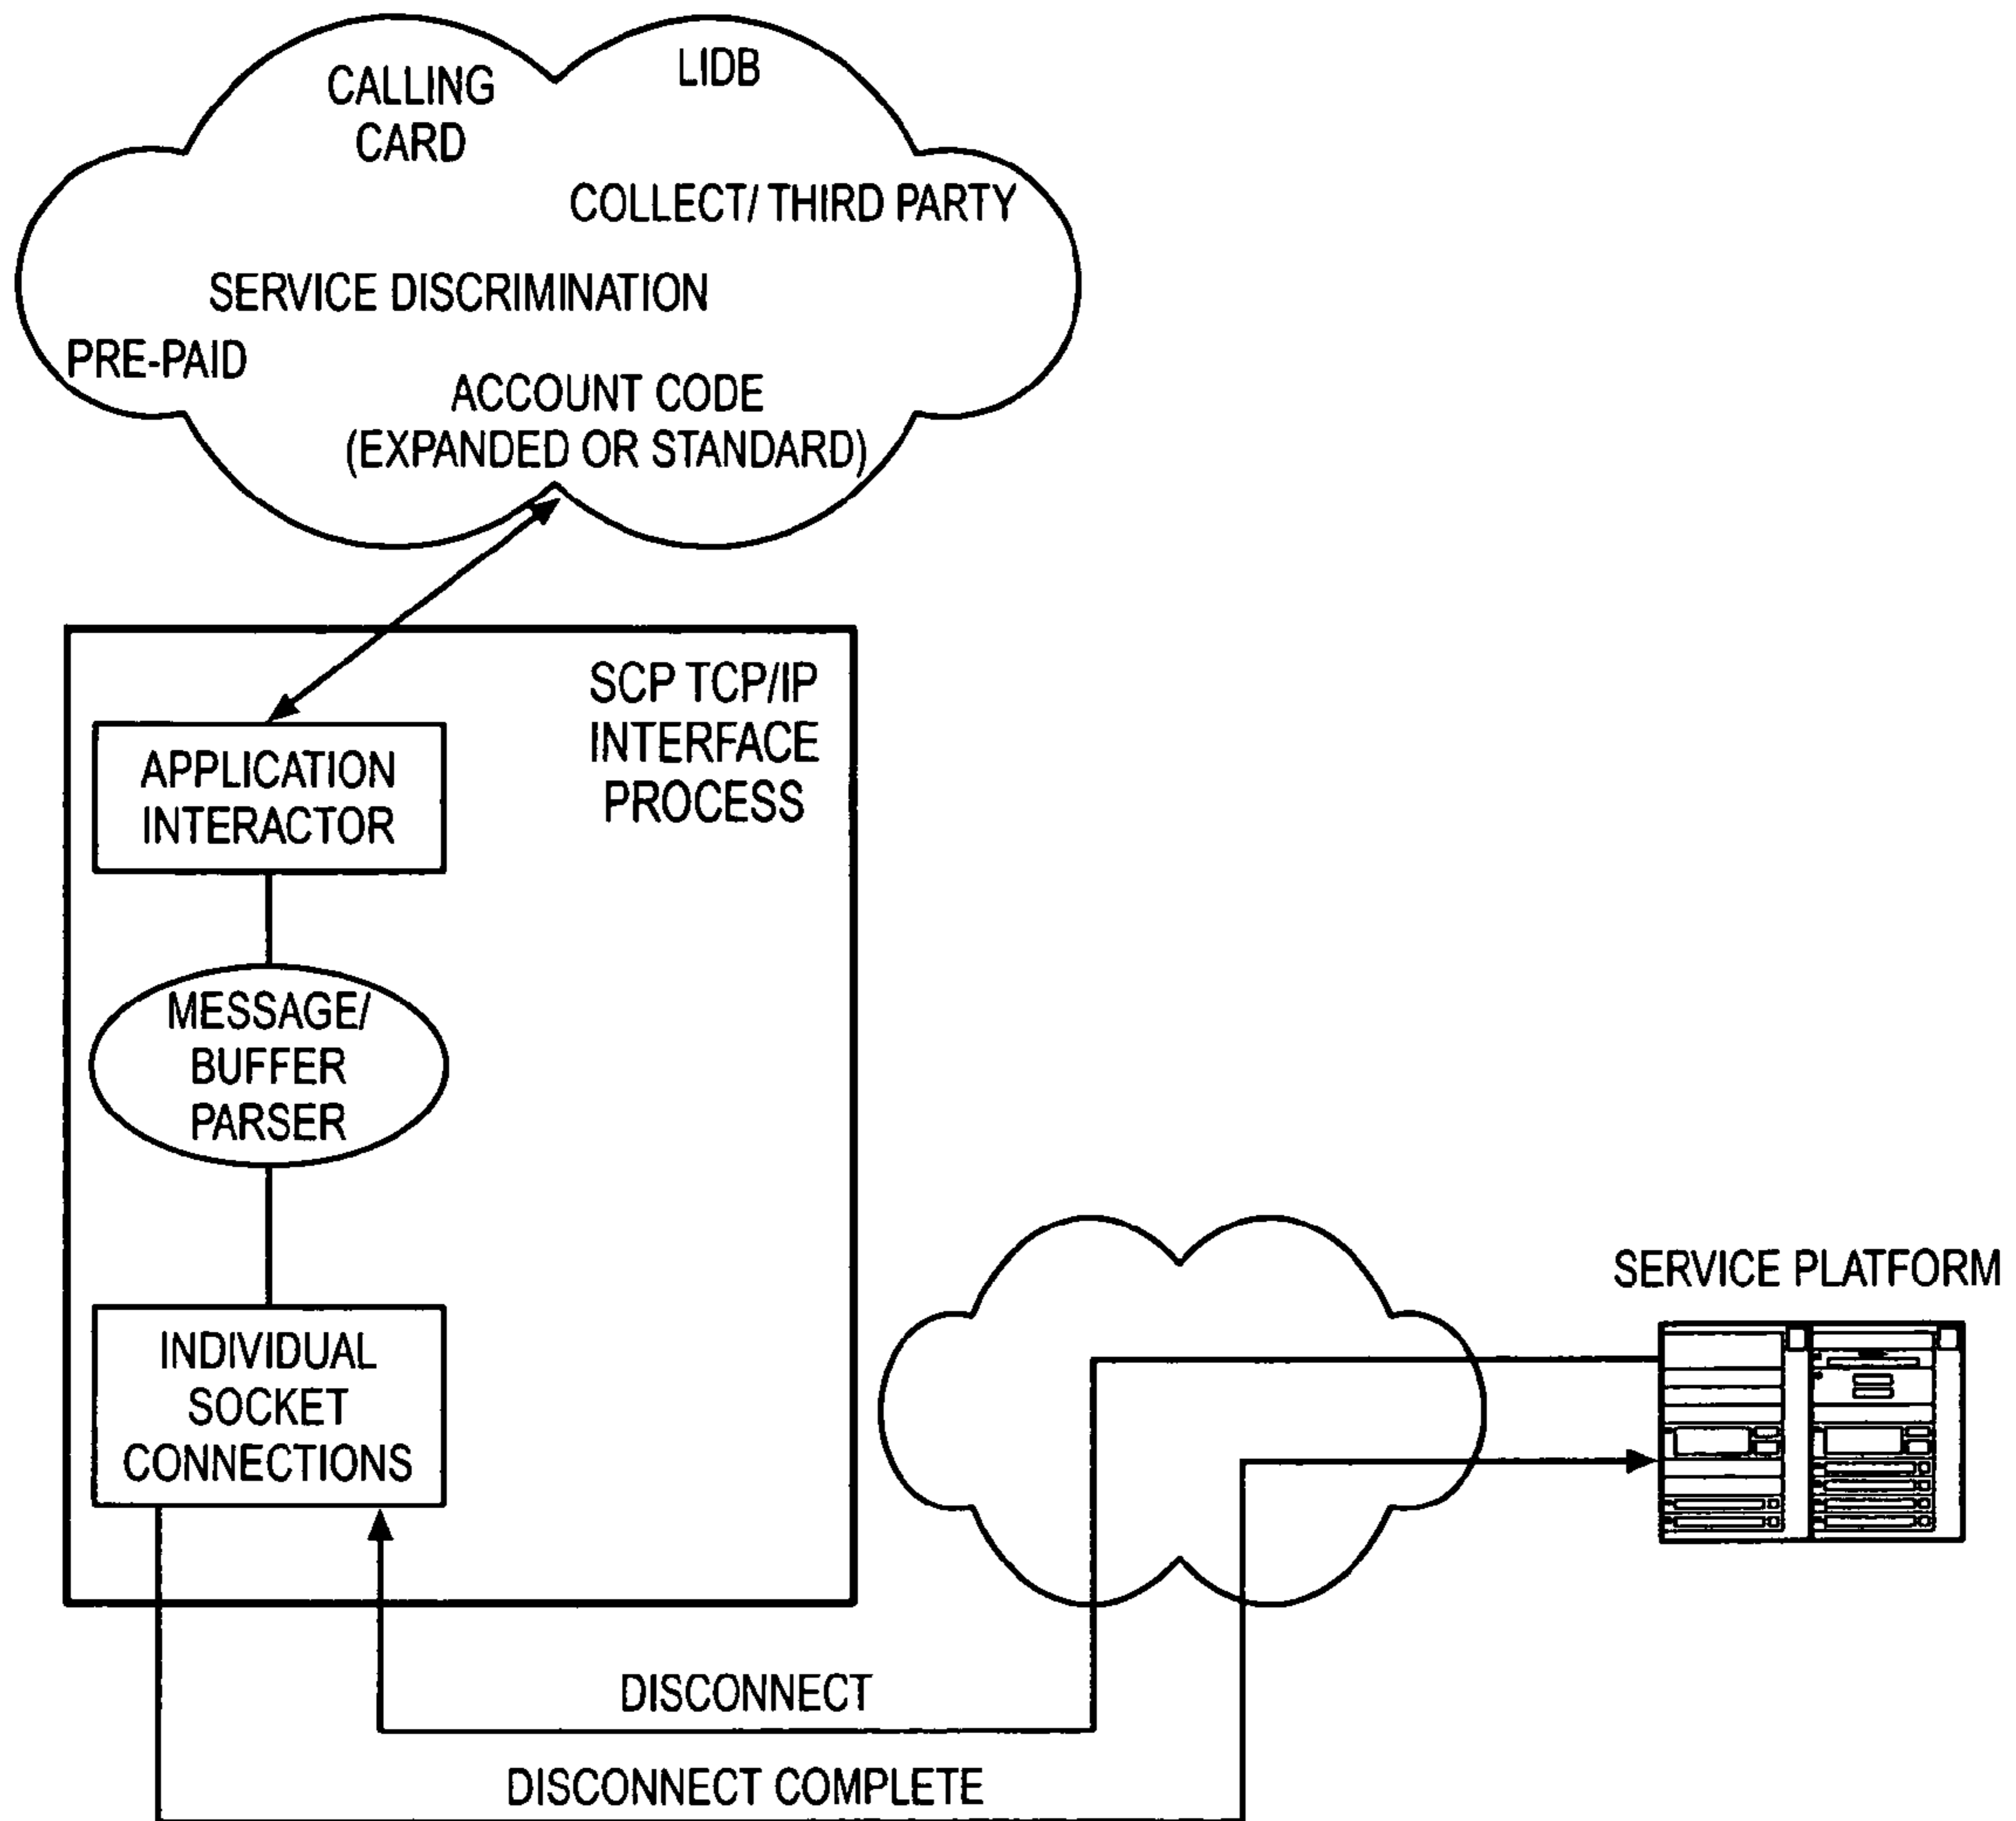 CALLING
CARD
LIDB
COLLECT/ THIRD PARTY
SERVICE DISCRIMINATION
PRE-PAID
ACCOUNT CODE
(EXPANDED OR STANDARD)
SCP TCP/IP
INTERFACE
PROCESS
APPLICATION
INTERACTOR
MESSAGE/
BUFFER
PARSER
INDIVIDUAL
SOCKET
CONNECTIONS
SERVICE PLATFORM
DISCONNECT
DISCONNECT COMPLETE